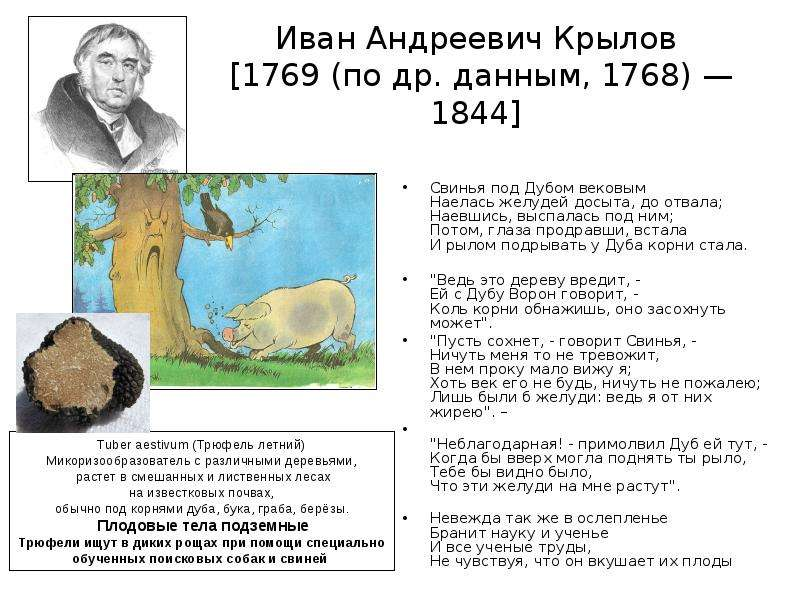 Иван Андреевич Крылов
[1769 (по др. данным, 1768) —
1844]
• Свинья под Дубом вековым
Наелась желудей досыта, до отвала;
Наевшись, выспалась под ним;
Потом, глаза продравши, встала
И рылом подрывать у Дуба корни стала.
• "Ведь это дереву вредит, -
Ей с Дубу Ворон говорит, -
Коль корни обнажишь, оно засохнуть
может".
• "Пусть сохнет, - говорит Свинья, -
Ничуть меня то не тревожит,
В нем проку мало вижу я;
Хоть век его не будь, ничуть не пожалею;
Лишь были б желуди: ведь я от них
жирею". –
•
"Неблагодарная! - примолвил Дуб ей тут, -
Когда бы вверх могла поднять ты рыло,
Тебе бы видно было,
Что эти желуди на мне растут".
• Невежда так же в ослепленье
Бранит науку и ученье
И все ученые труды,
Не чувствуя, что он вкушает их плоды
Tuber aestivum (Трюфель летний)
Микоризообразователь с различными деревьями,
растет в смешанных и лиственных лесах
на известковых почвах,
обычно под корнями дуба, бука, граба, берёзы.
Плодовые тела подземные
Трюфели ищут в диких рощах при помощи специально
обученных поисковых собак и свиней